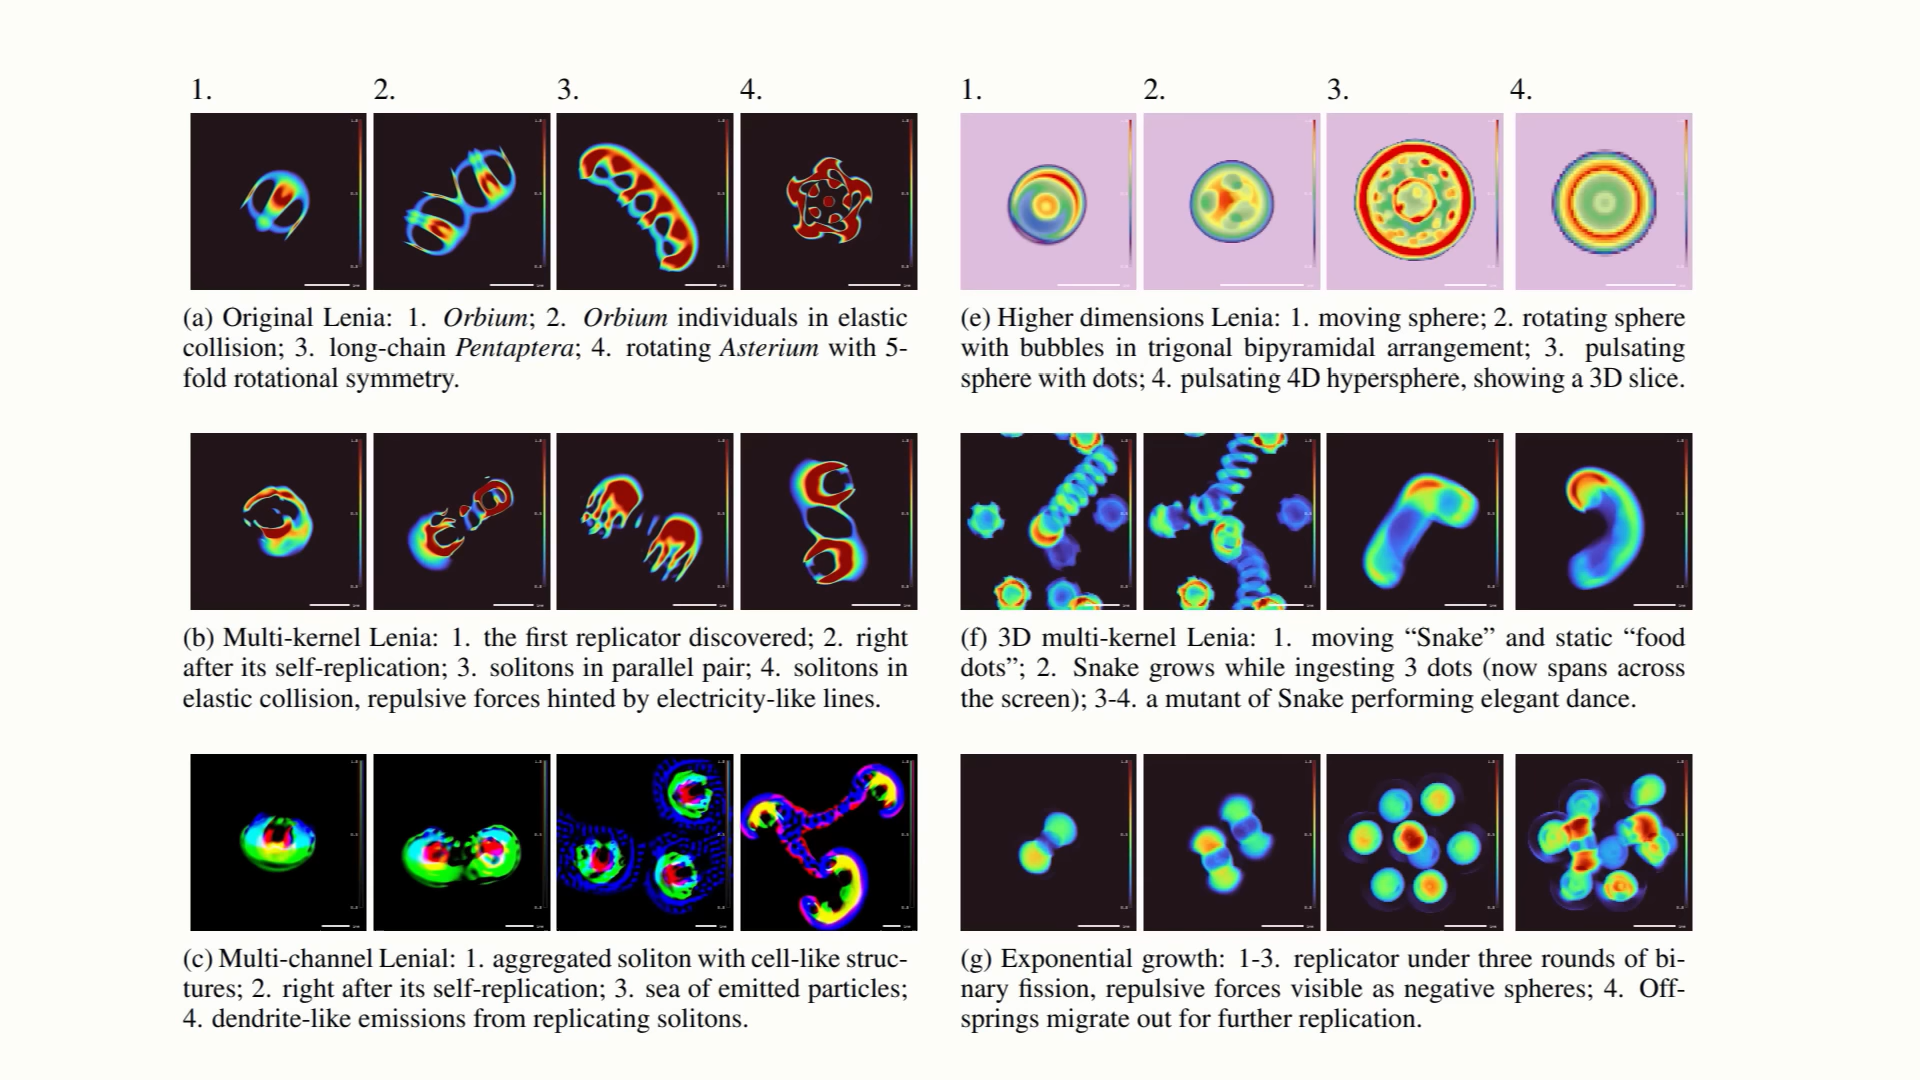 1. 2. 3. 4.
(a) Original Lenia: 1. Orbium; 2. Orbium individuals in elastic
collision; 3. long-chain Pentaptera; 4. rotating Asterium with 5-
fold rotational symmetry.
(b) Multi-kernel Lenia: 1. the first replicator discovered; 2. right
after its self-replication; 3. solitons in parallel pair; 4. solitons in
elastic collision, repulsive forces hinted by electricity-like lines.
(c) Multi-channel Lenial: 1. aggregated soliton with cell-like struc-
tures; 2. right after its self-replication; 3. sea of emitted particles;
4. dendrite-like emissions from replicating solitons.
1. 2. 3. 4.
(e) Higher dimensions Lenia: 1. moving sphere; 2. rotating sphere
with bubbles in trigonal bipyramidal arrangement; 3. pulsating
sphere with dots; 4. pulsating 4D hypersphere, showing a 3D slice.
(f) 3D multi-kernel Lenia: 1. moving “Snake” and static “food
dots”; 2. Snake grows while ingesting 3 dots (now spans across
the screen); 3-4. a mutant of Snake performing elegant dance.
(g) Exponential growth: 1-3. replicator under three rounds of bi-
nary fission, repulsive forces visible as negative spheres; 4. Off-
springs migrate out for further replication.